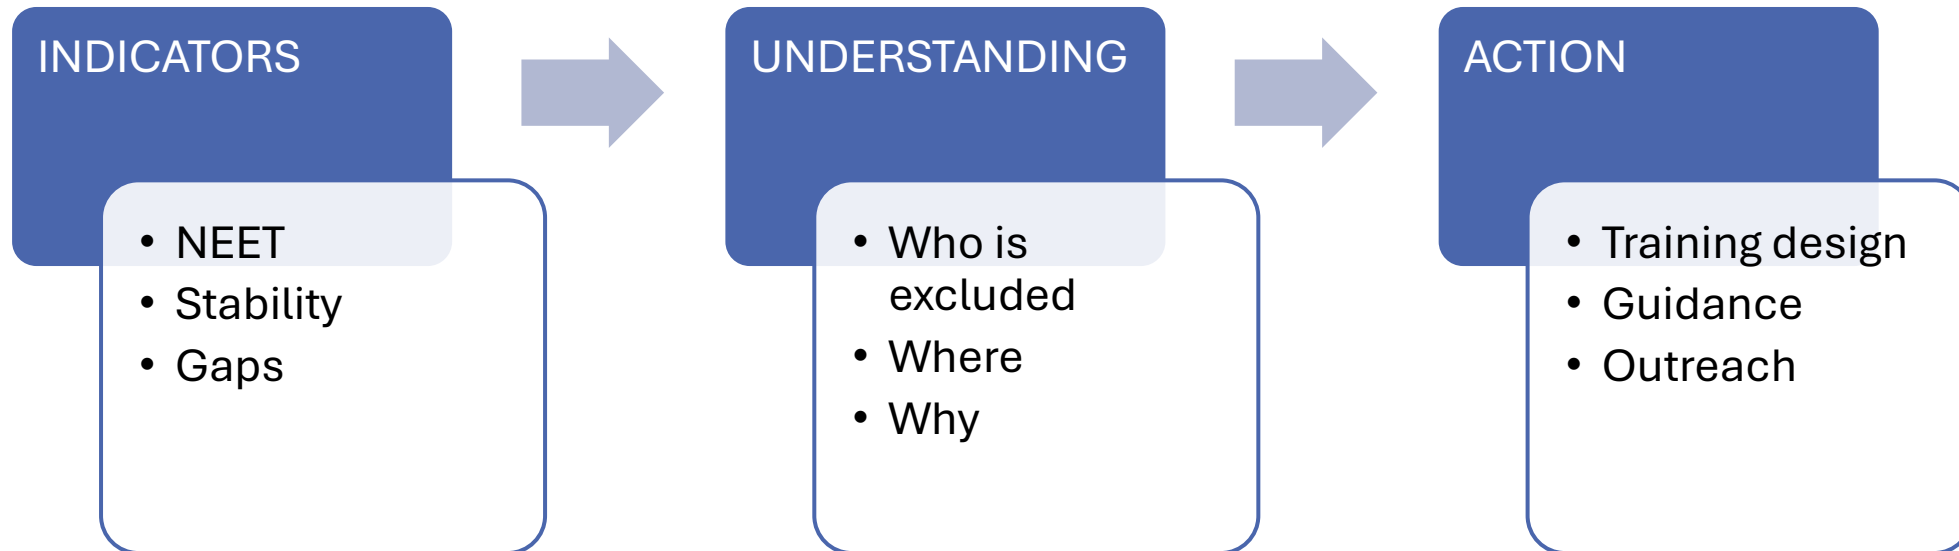 INDICATORS
• NEET
• Stability
• Gaps
UNDERSTANDING
• Who is
excluded
• Where
• Why
ACTION
• Training design
• Guidance
• Outreach